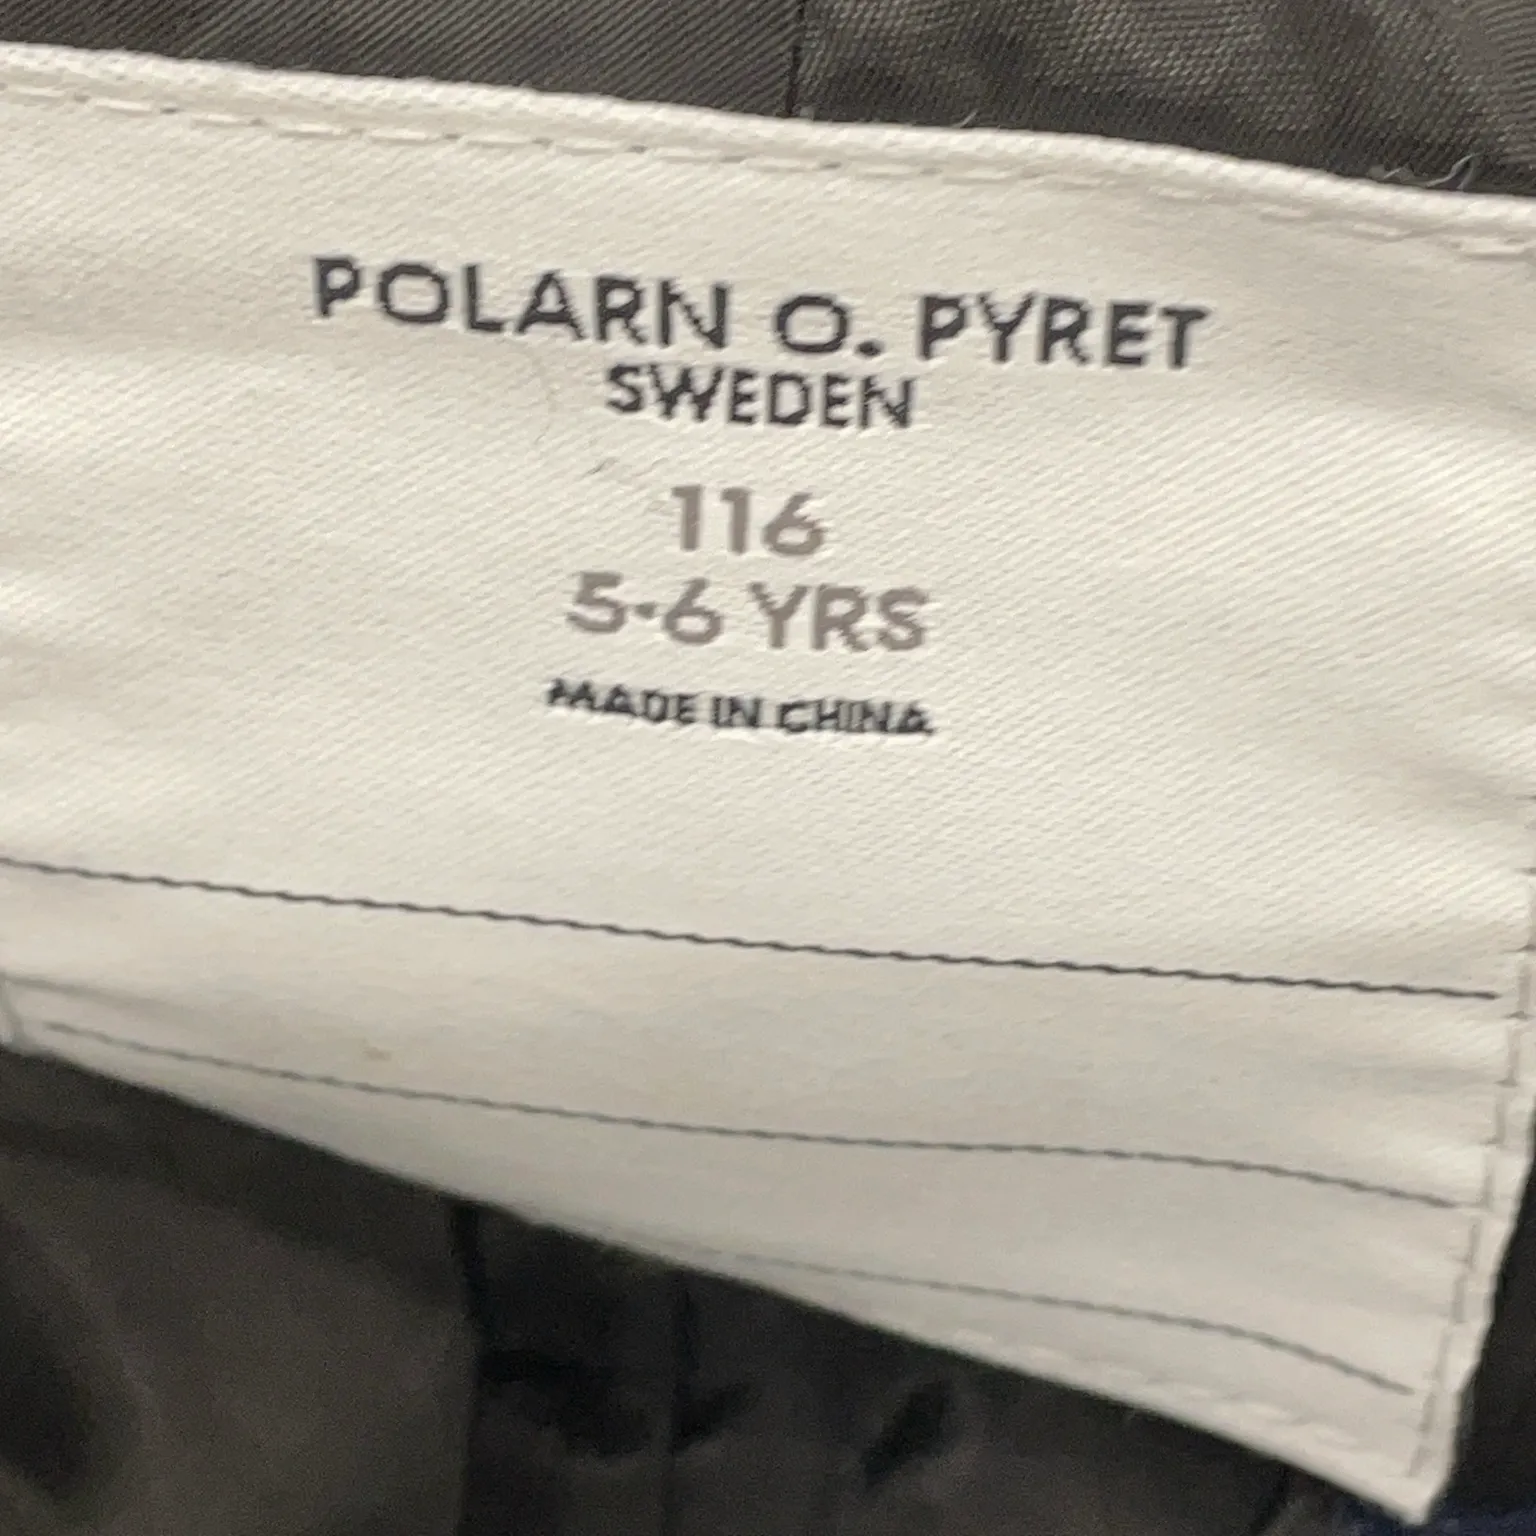 POLARN O. PYRET
SWEDEN
116
5-6 YRS
MADE IN CHINA